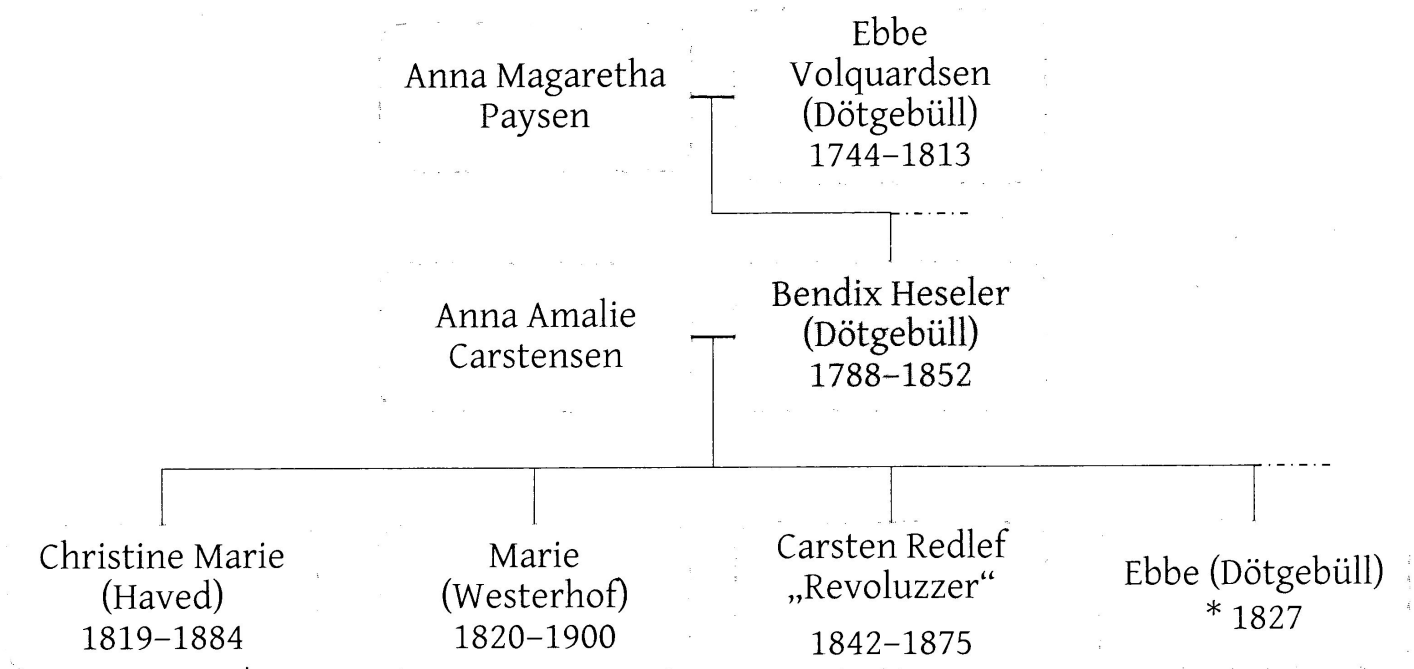 Anna Magaretha
Paysen
Ebbe
Volquardsen
(Dötgebüll)
1744–1813
Anna Amalie
Carstensen
Bendix Heseler
(Dötgebüll)
1788–1852
Christine Marie
(Haved)
1819–1884
Marie
(Westerhof)
1820–1900
Carsten Redlef
„Revoluzzer“
1842–1875
Ebbe (Dötgebüll)
* 1827